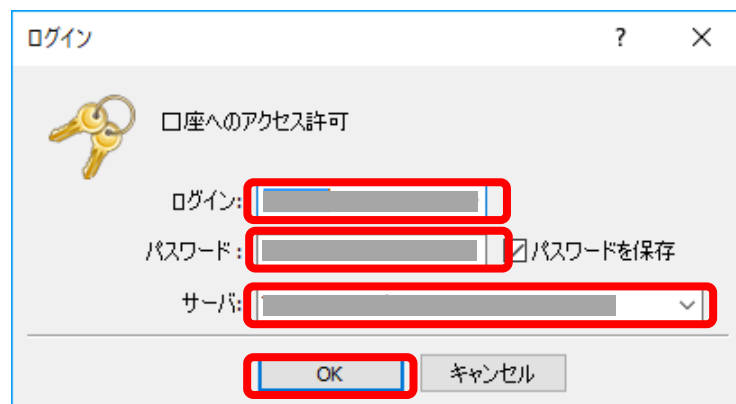 ログイン ?
口座へのアクセス許可
ログイン:
パスワード: パスワードを保存
サーバ:
OK キャンセル